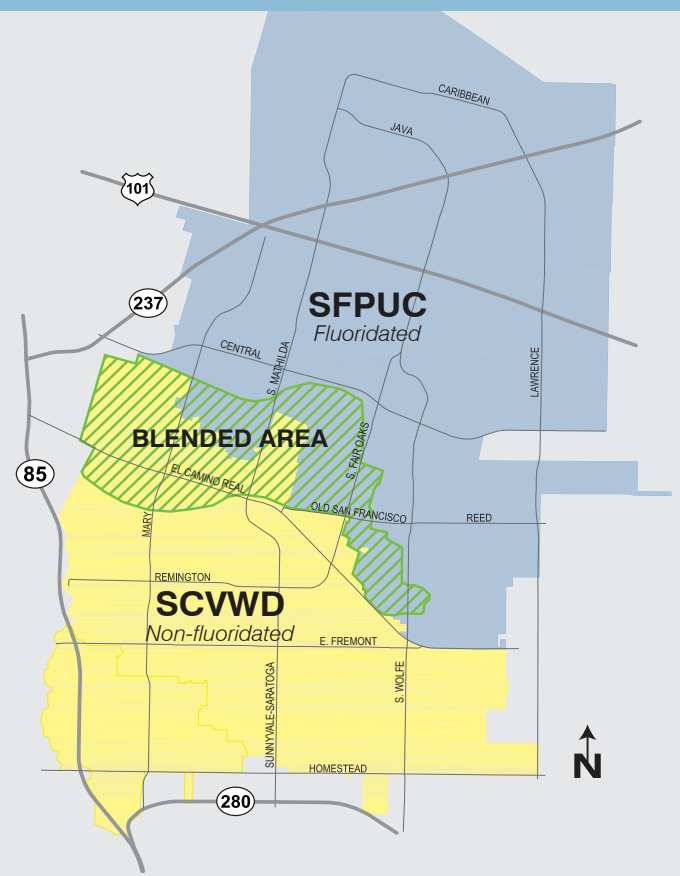 CARIBBEAN
JAVA
101
237
SFPUC
Fluoridated
CENTRAL
S. MATHILDA
LAWRENCE
BLENDED AREA
S. FAIR OAKS
EL CAMINO REAL
85
OLD SAN FRANCISCO
REED
MARY
REMINGTON
SCVWD
Non-fluoridated
E. FREMONT
SUNNYVALE-SARATOGA
S. WOLFE
HOMESTEAD
N
280